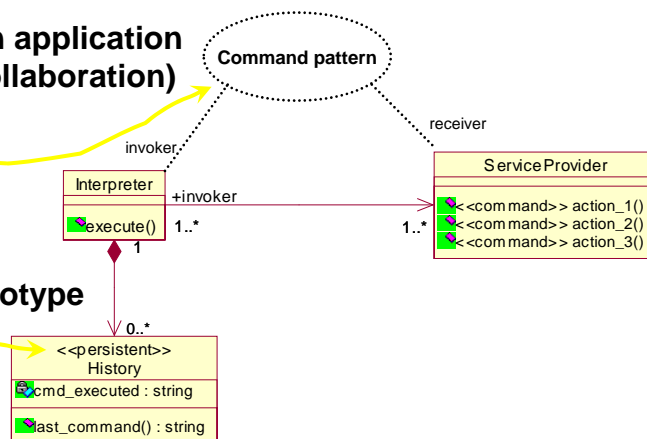 n application
ollaboration)
Command pattern
invoker
receiver
Interpreter
execute()
+invoker
1..*
1..*
ServiceProvider
<<command>> action_1()
<<command>> action_2()
<<command>> action_3()
1
otype
0..*
<<persistent>>
History
cmd_executed : string
last_command() : string